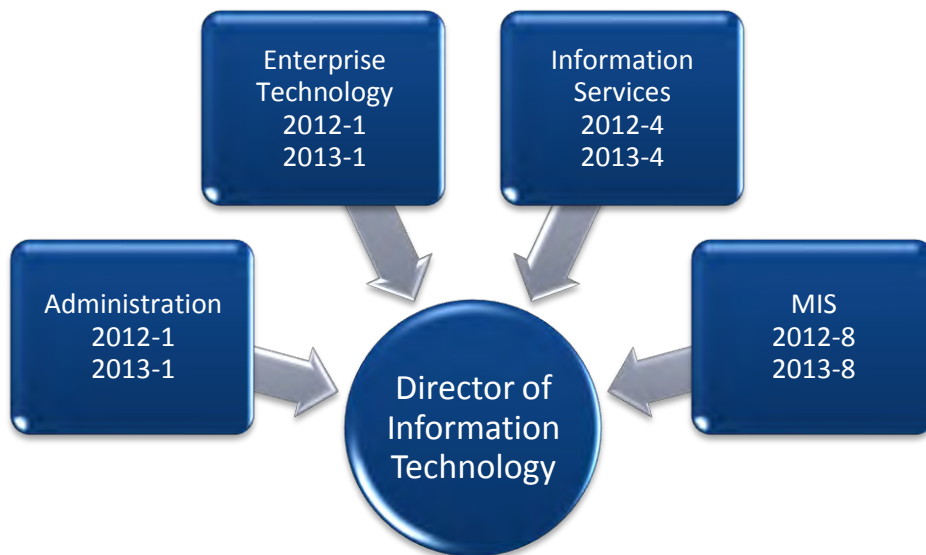 Enterprise
Technology
2012-1
2013-1
Information
Services
2012-4
2013-4
Administration
2012-1
2013-1
MIS
2012-8
2013-8
Director of
Information
Technology